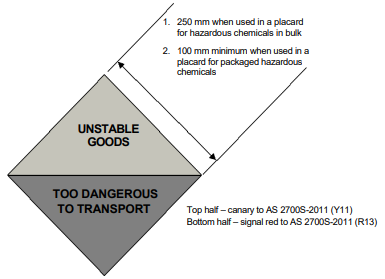 1. 250 mm when used in a placard
for hazardous chemicals in bulk
2. 100 mm minimum when used in a
placard for packaged hazardous
chemicals
UNSTABLE
GOODS
TOO DANGEROUS
TO TRANSPORT
Top half – canary to AS 2700S-2011 (Y11)
Bottom half – signal red to AS 2700S-2011 (R13)